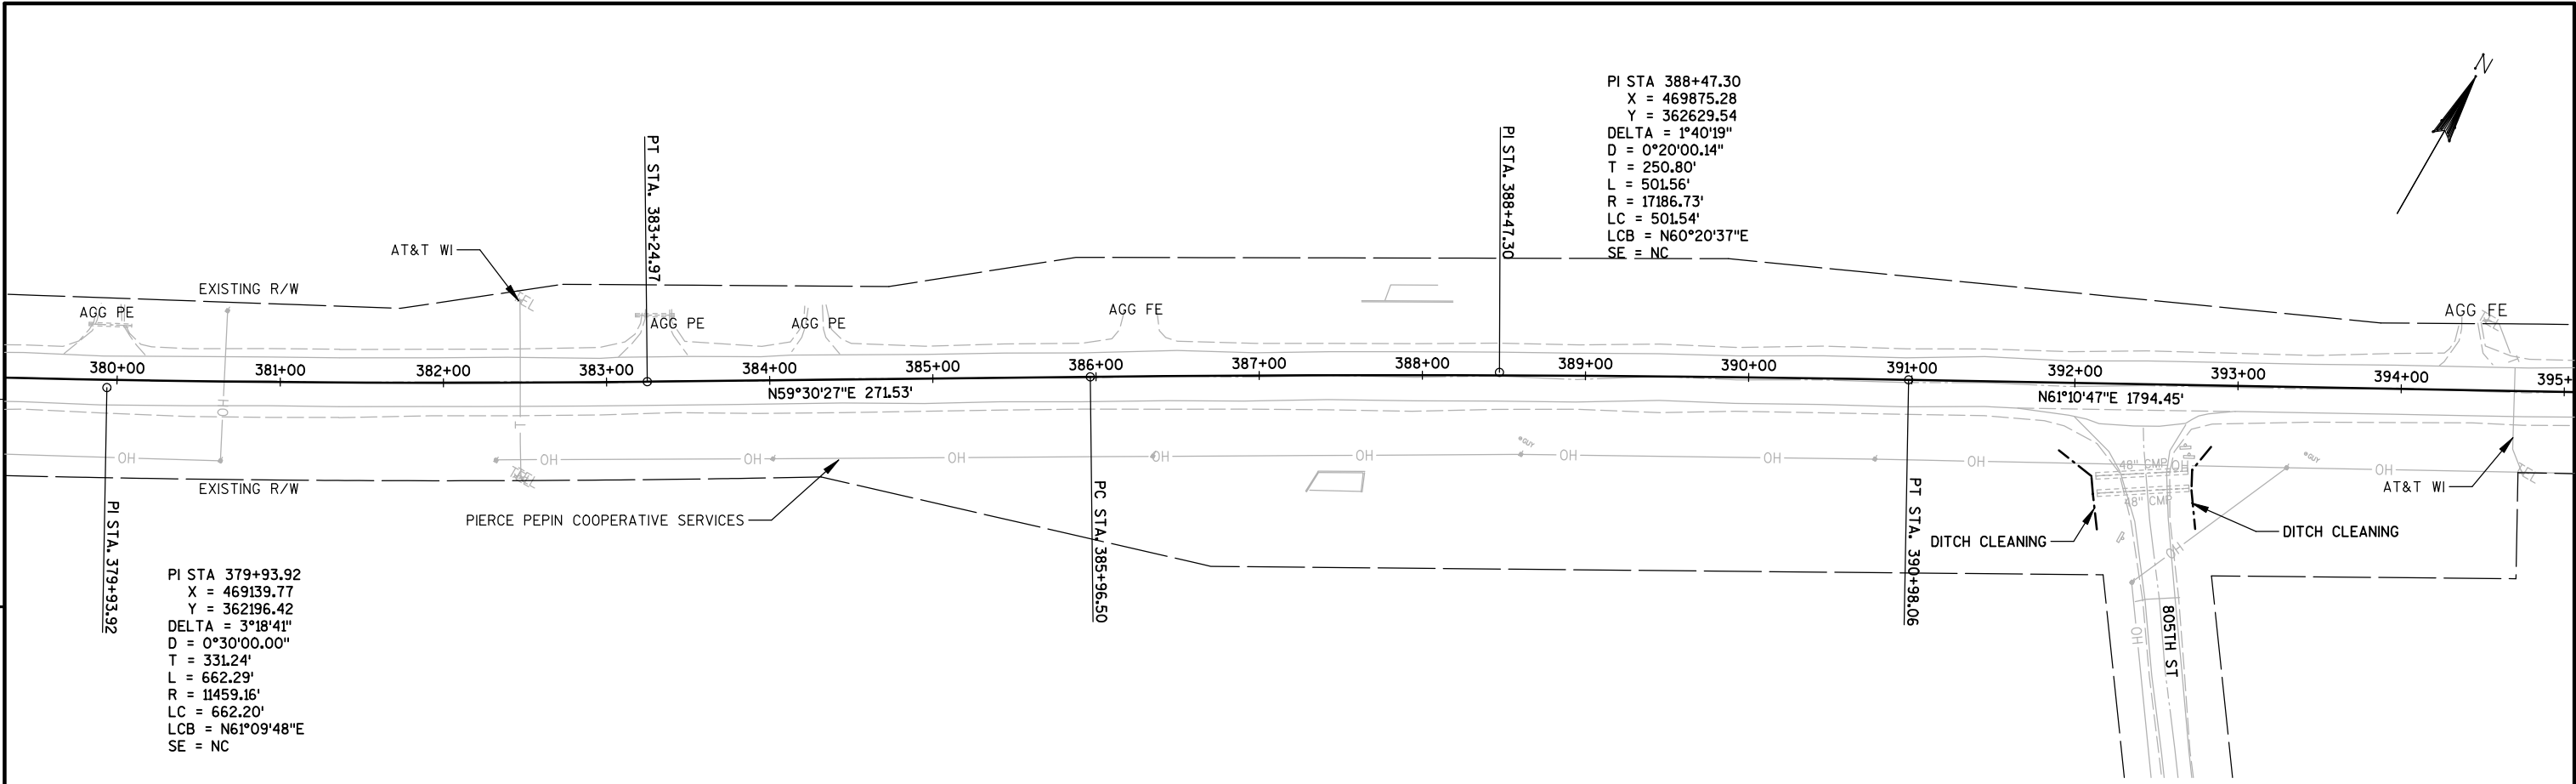 N
PI STA 388+47.30
X = 469875.28
Y = 362629.54
DELTA = 1°40'19"
D = 0°20'00.14"
T = 250.80'
L = 501.56'
R = 17186.73'
LC = 501.54'
LCB = N60°20'37"E
SE = NC
PT STA. 383+24.97
PI STA. 388+47.30
AT&T WI
EXISTING R/W
AGG PE
AGG PE
AGG PE
AGG FE
AGG FE
380+00
381+00
382+00
383+00
384+00
385+00
386+00
387+00
388+00
389+00
390+00
391+00
392+00
393+00
394+00
395+
N59°30'27"E 271.53'
N61°10'47"E 1794.45'
OH
T
GUY
GUY
OH
OH
OH
OH
OH
OH
OH
OH
OH
OH
OH
48" CMP
48" CMP
EXISTING R/W
PIERCE PEPIN COOPERATIVE SERVICES
AT&T WI
DITCH CLEANING
DITCH CLEANING
OH
OH
PI STA. 379+93.92
PC STA. 385+96.50
PT STA. 390+98.06
805TH ST
PI STA 379+93.92
X = 469139.77
Y = 362196.42
DELTA = 3°18'41"
D = 0°30'00.00"
T = 331.24'
L = 662.29'
R = 11459.16'
LC = 662.20'
LCB = N61°09'48"E
SE = NC